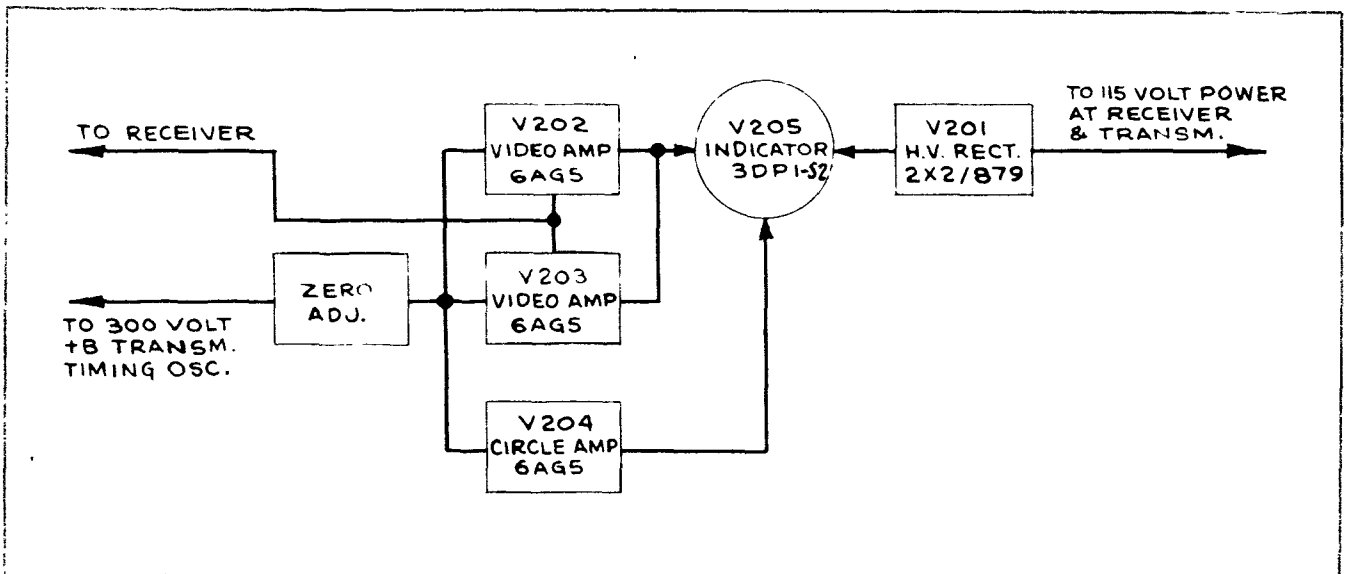 TO RECEIVER
V202
VIDEO AMP
6AG5
V205
INDICATOR
3DP1-S2
V201
H.V. RECT.
2X2/879
TO 115 VOLT POWER
AT RECEIVER
& TRANSM.
ZERO
ADJ.
V203
VIDEO AMP
6AG5
TO 300 VOLT
+B TRANSM.
TIMING OSC.
V204
CIRCLE AMP
6AG5